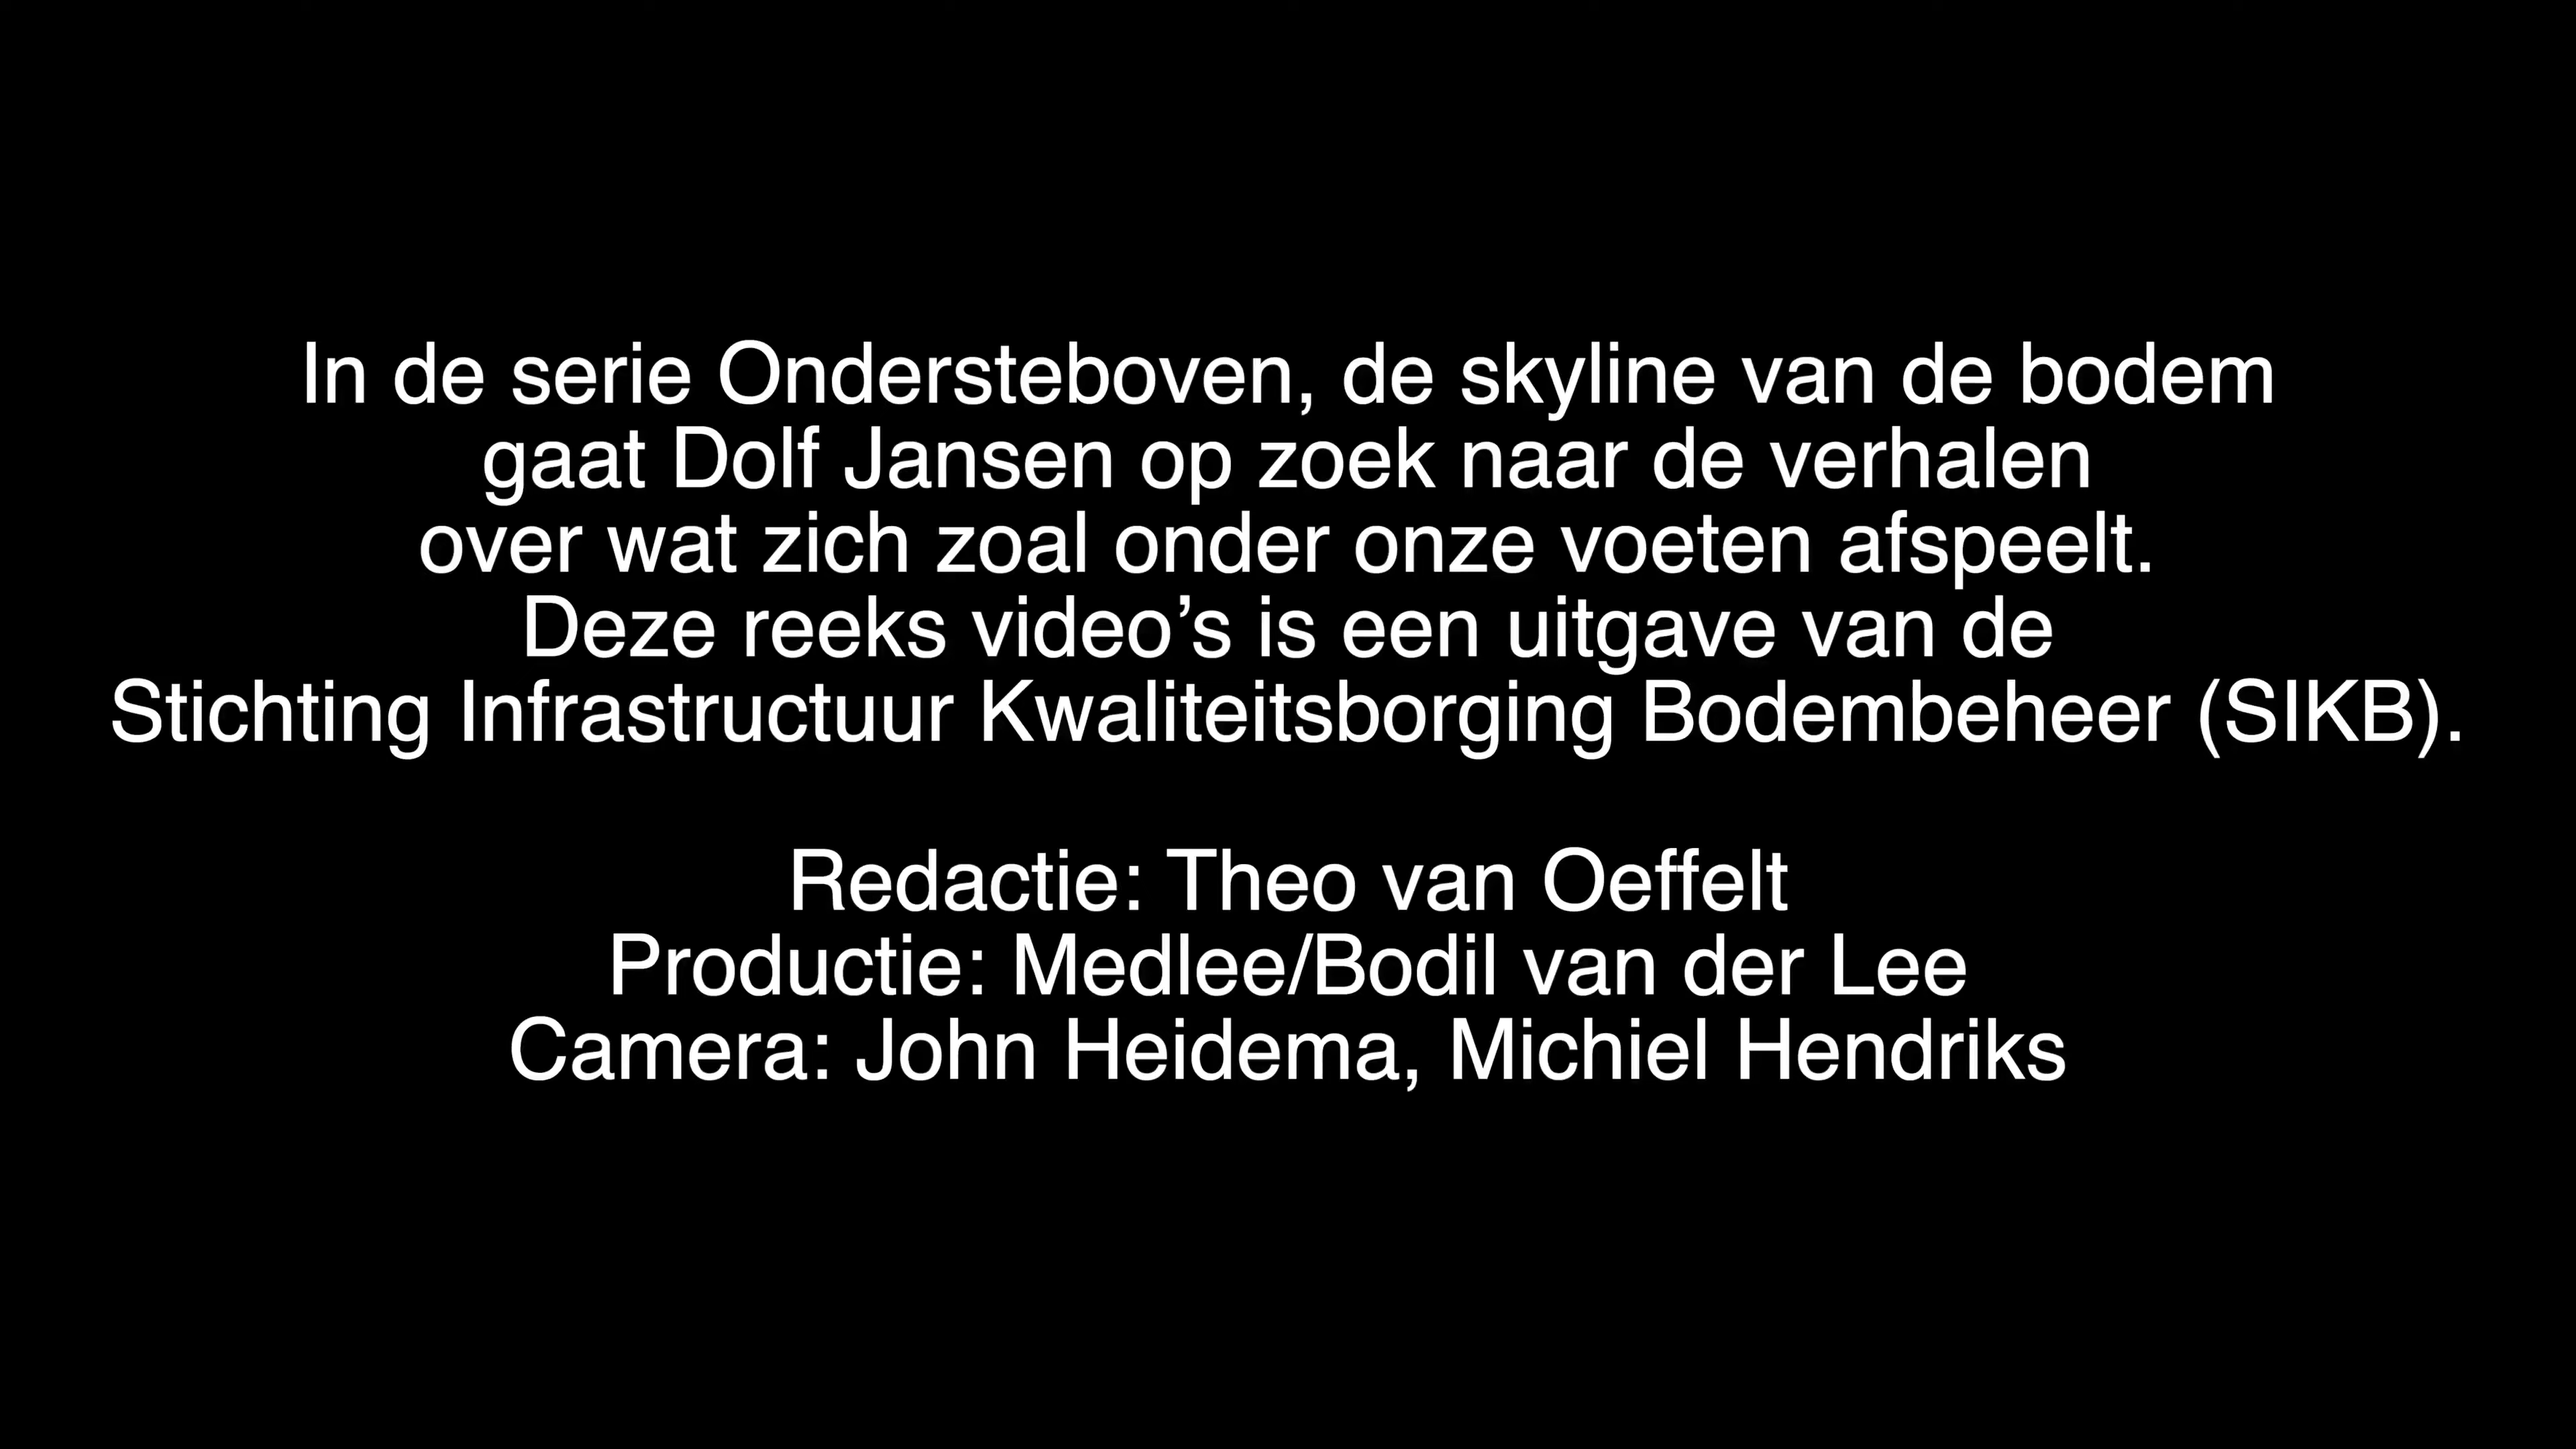 In de serie Ondersteboven, de skyline van de bodem
gaat Dolf Jansen op zoek naar de verhalen
over wat zich zoal onder onze voeten afspeelt.
Deze reeks video’s is een uitgave van de
Stichting Infrastructuur Kwaliteitsborging Bodembeheer (SIKB).
Redactie: Theo van Oeffelt
Productie: Medlee/Bodil van der Lee
Camera: John Heidema, Michiel Hendriks